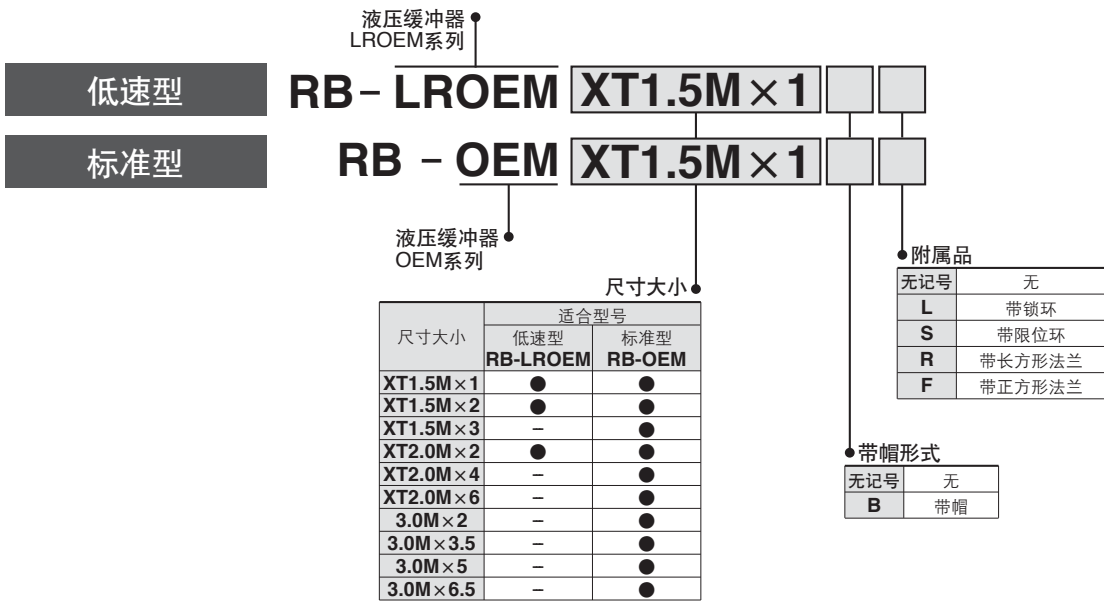 液压缓冲器
LROEM系列
低速型 RB-LROEM XT1.5M×1
标准型 RB-OEM XT1.5M×1
液压缓冲器
OEM系列
尺寸大小
尺寸大小 适合型号
低速型 标准型
RB-LROEM RB-OEM
XT1.5M×1 ● ●
XT1.5M×2 ● ●
XT1.5M×3 – ●
XT2.0M×2 ● ●
XT2.0M×4 – ●
XT2.0M×6 – ●
3.0M×2 – ●
3.0M×3.5 – ●
3.0M×5 – ●
3.0M×6.5 – ●
附属品
无记号 无
L 带锁环
S 带限位环
R 带长方形法兰
F 带正方形法兰
带帽形式
无记号 无
B 带帽